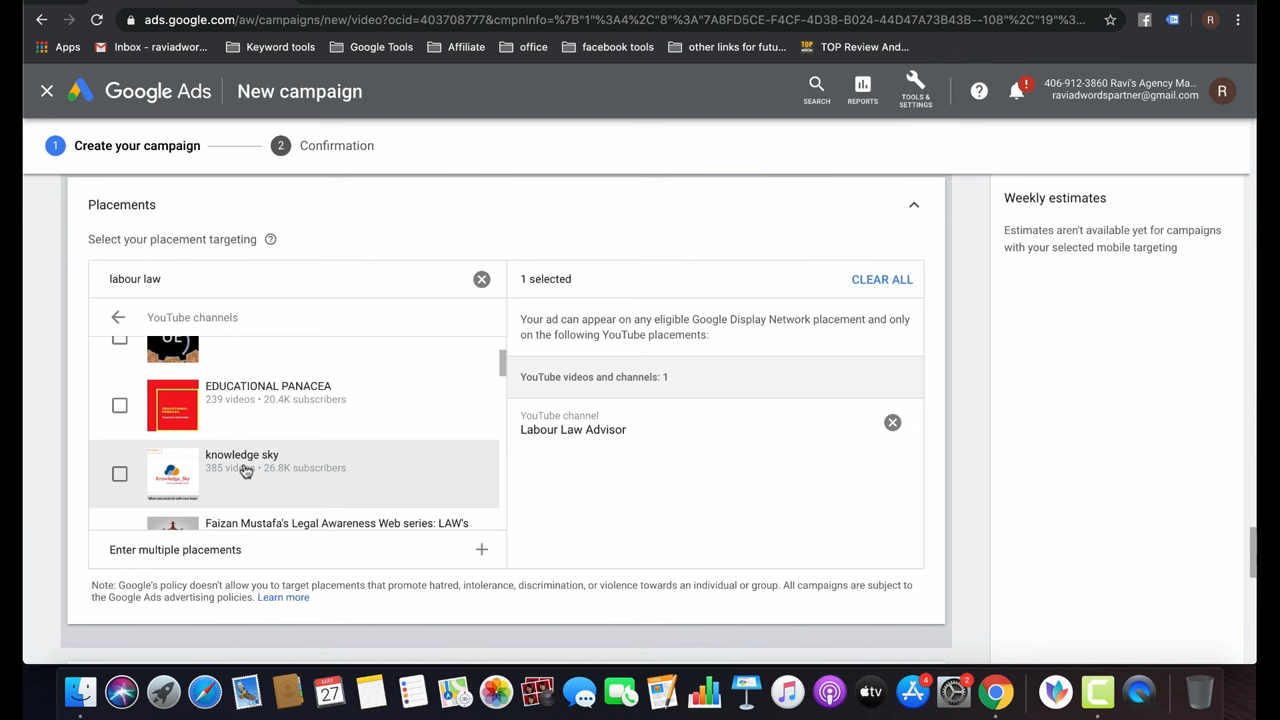 ads.google.com/aw/campaigns/new/video?ocid=403708777&cmpnInfo=%7B"1"%3A4%2C"8"%3A"7A8FD5CE-F4CF-4D38-B024-44D47A73B43B--108"%2C"19"%3...
R
Apps
Inbox - raviadwor...
Keyword tools
Google Tools
Affiliate
office
facebook tools
other links for futu...
TOP Review And...
Google Ads
New campaign
SEARCH
REPORTS
TOOLS &
SETTINGS
406-912-3860 Ravi's Agency Ma...
raviadwordspartner@gmail.com
R
1 Create your campaign
2 Confirmation
Placements
Select your placement targeting
labour law
YouTube channels
EDUCATIONAL PANACEA
239 videos • 20.4K subscribers
knowledge sky
385 videos • 26.8K subscribers
Faizan Mustafa's Legal Awareness Web series: LAW's
Enter multiple placements
1 selected
CLEAR ALL
Your ad can appear on any eligible Google Display Network placement and only
on the following YouTube placements:
YouTube videos and channels: 1
YouTube channel
Labour Law Advisor
Note: Google's policy doesn't allow you to target placements that promote hatred, intolerance, discrimination, or violence towards an individual or group. All campaigns are subject to
the Google Ads advertising policies. Learn more
Weekly estimates
Estimates aren't available yet for campaigns
with your selected mobile targeting
MAY
27
tv
4
2